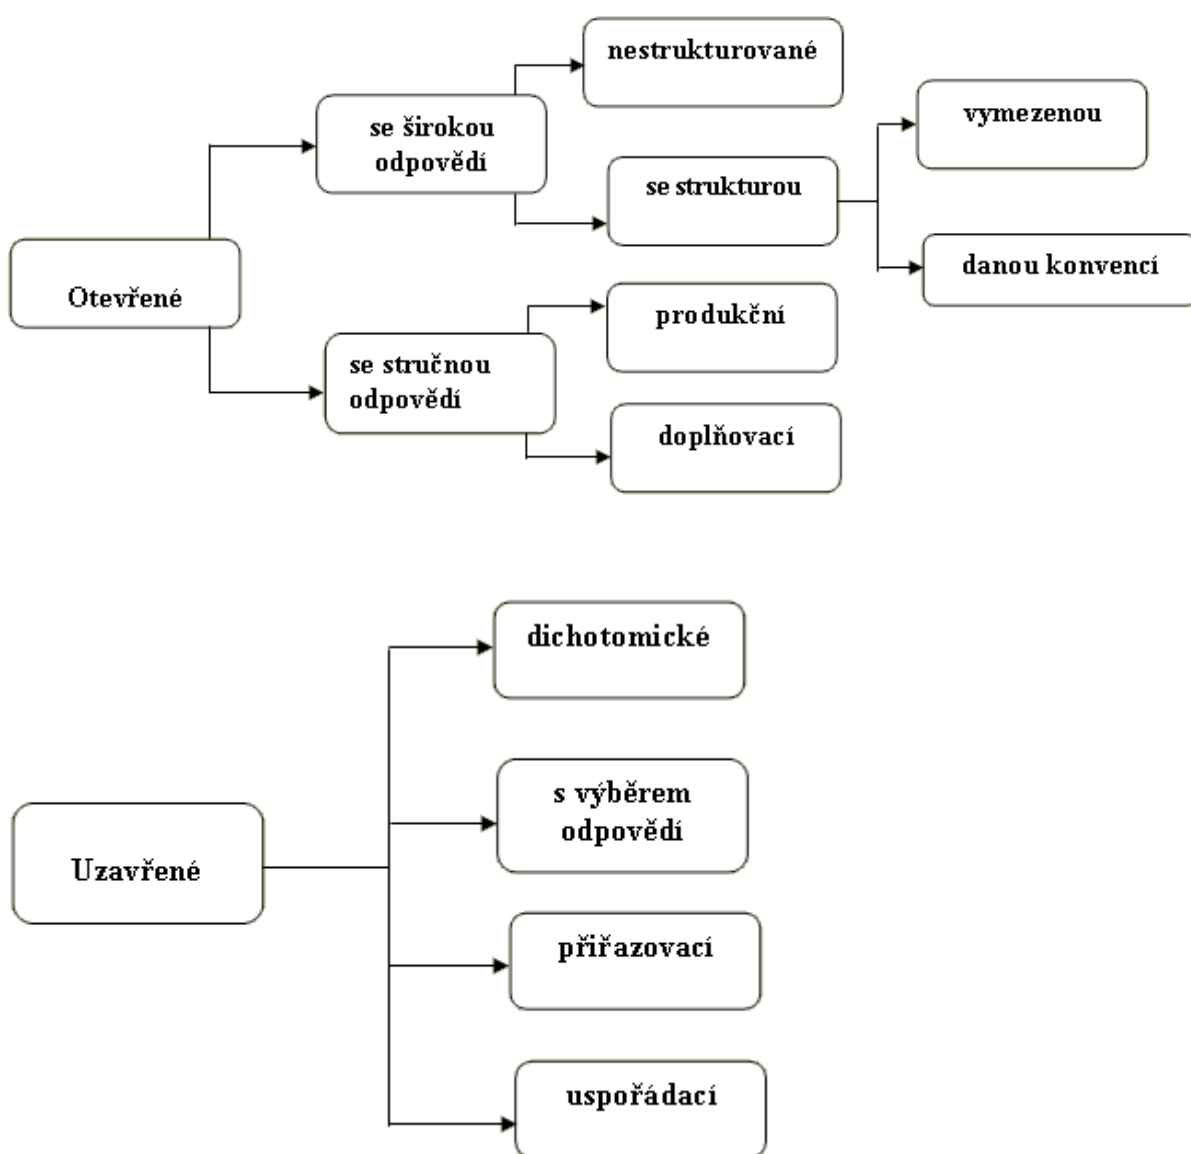 nestrukturované
se širokou
odpovědí
vymezenou
se strukturou
danou konvencí
Otevřené
produkční
se stručnou
odpovědí
doplňovací
dichotomické
s výběrem
odpovědí
Uzavřené
přiřazovací
uspořádací